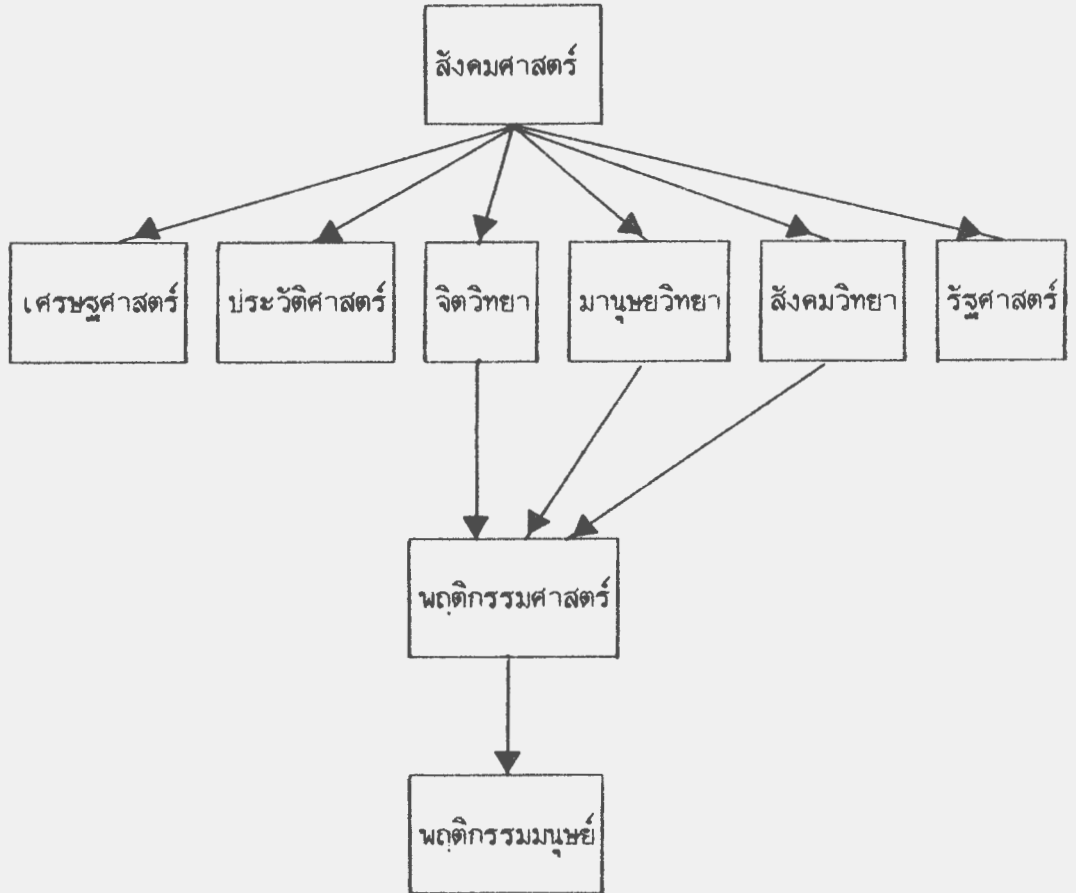 สังคมศาสตร์
เศรษฐศาสตร์
ประวัติศาสตร์
จิตวิทยา
มานุษยวิทยา
สังคมวิทยา
รัฐศาสตร์
พฤติกรรมศาสตร์
พฤติกรรมมนุษย์